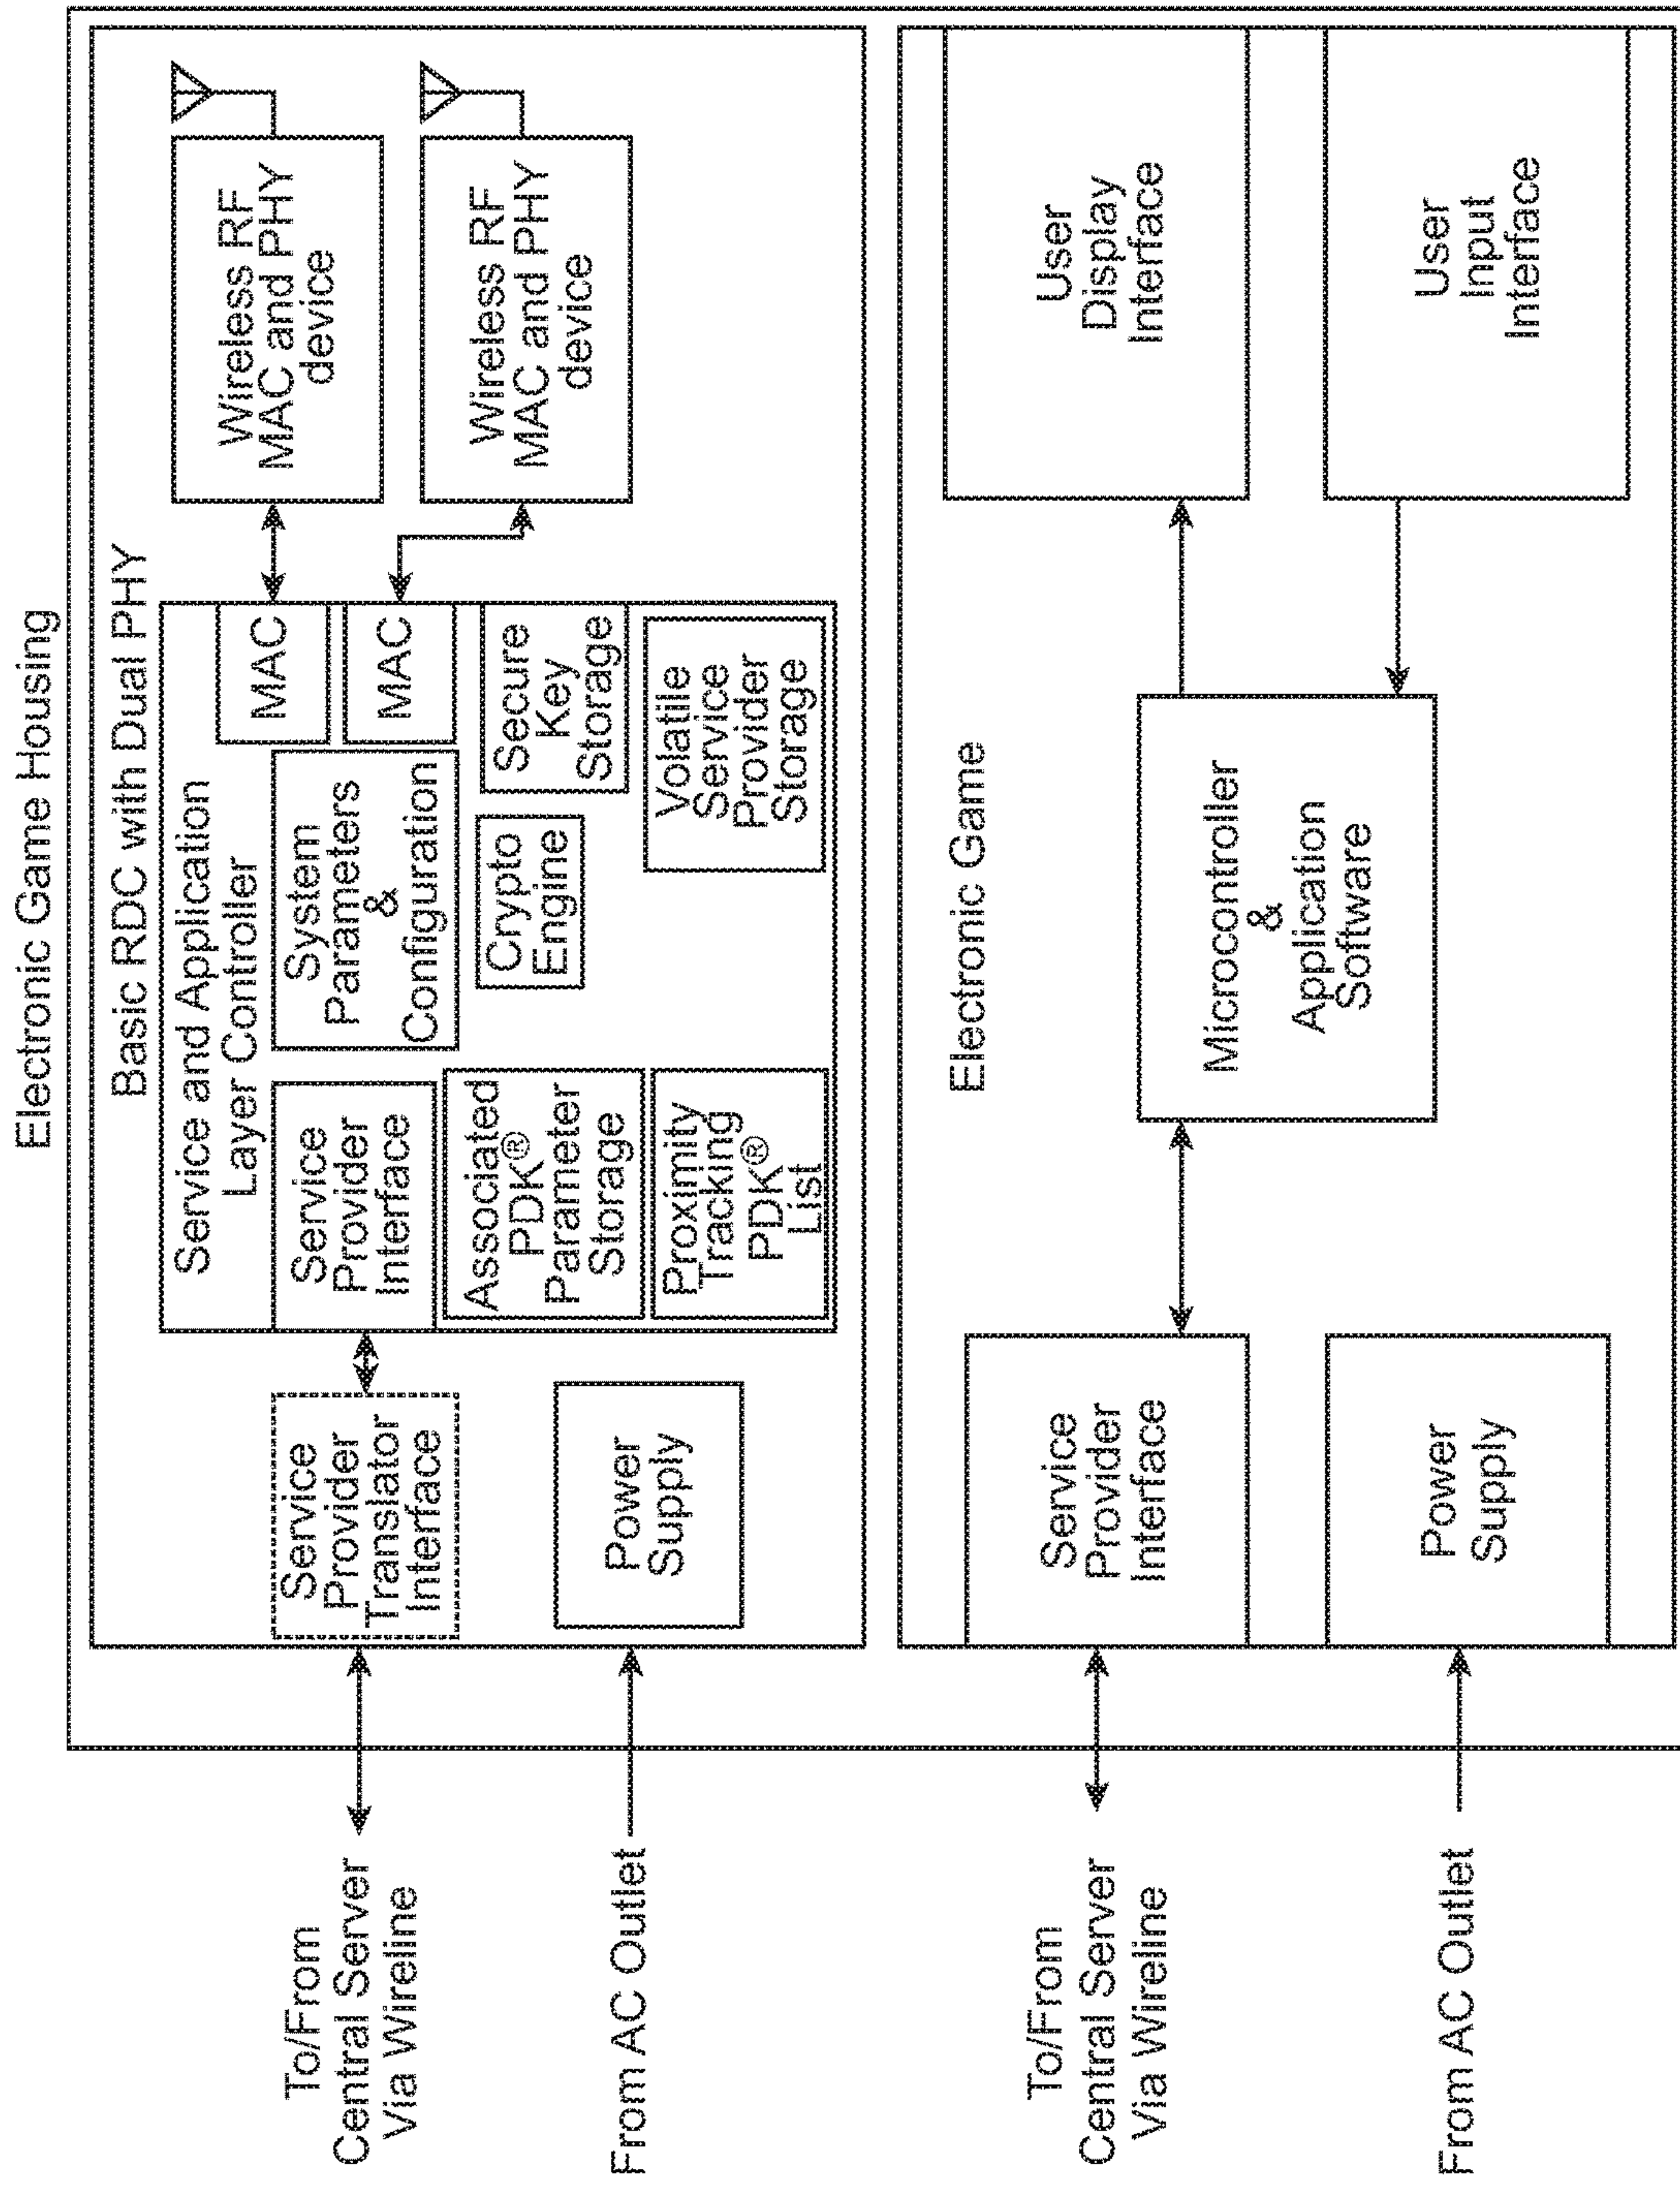 Electronic Game Housing
Basic RDC with Dual PHY
To/From
Central Server
Via Wireline
From AC Outlet
Service
Provider
Translator
Interface
Power
Supply
Service and Application
Layer Controller
Service
Provider
Interface
Associated
PDK®
Parameter
Storage
Proximity
Tracking
PDK®
List
System
Parameters
&
Configuration
Crypto
Engine
MAC
MAC
Secure
Key
Storage
Volatile
Service
Provider
Storage
Wireless RF
MAC and PHY
device
Wireless RF
MAC and PHY
device
Electronic Game
To/From
Central Server
Via Wireline
From AC Outlet
Service
Provider
Interface
Power
Supply
Microcontroller
&
Application
Software
User
Display
Interface
User
Input
Interface